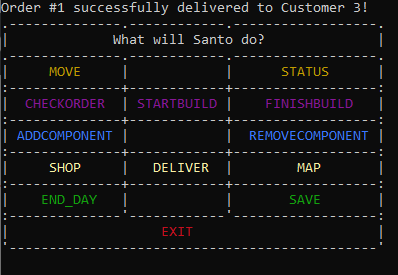 Order #1 successfully delivered to Customer 3!
What will Santo do?
MOVE STATUS
CHECKORDER STARTBUILD FINISHBUILD
ADDCOMPONENT REMOVECOMPONENT
SHOP DELIVER MAP
END_DAY SAVE
EXIT